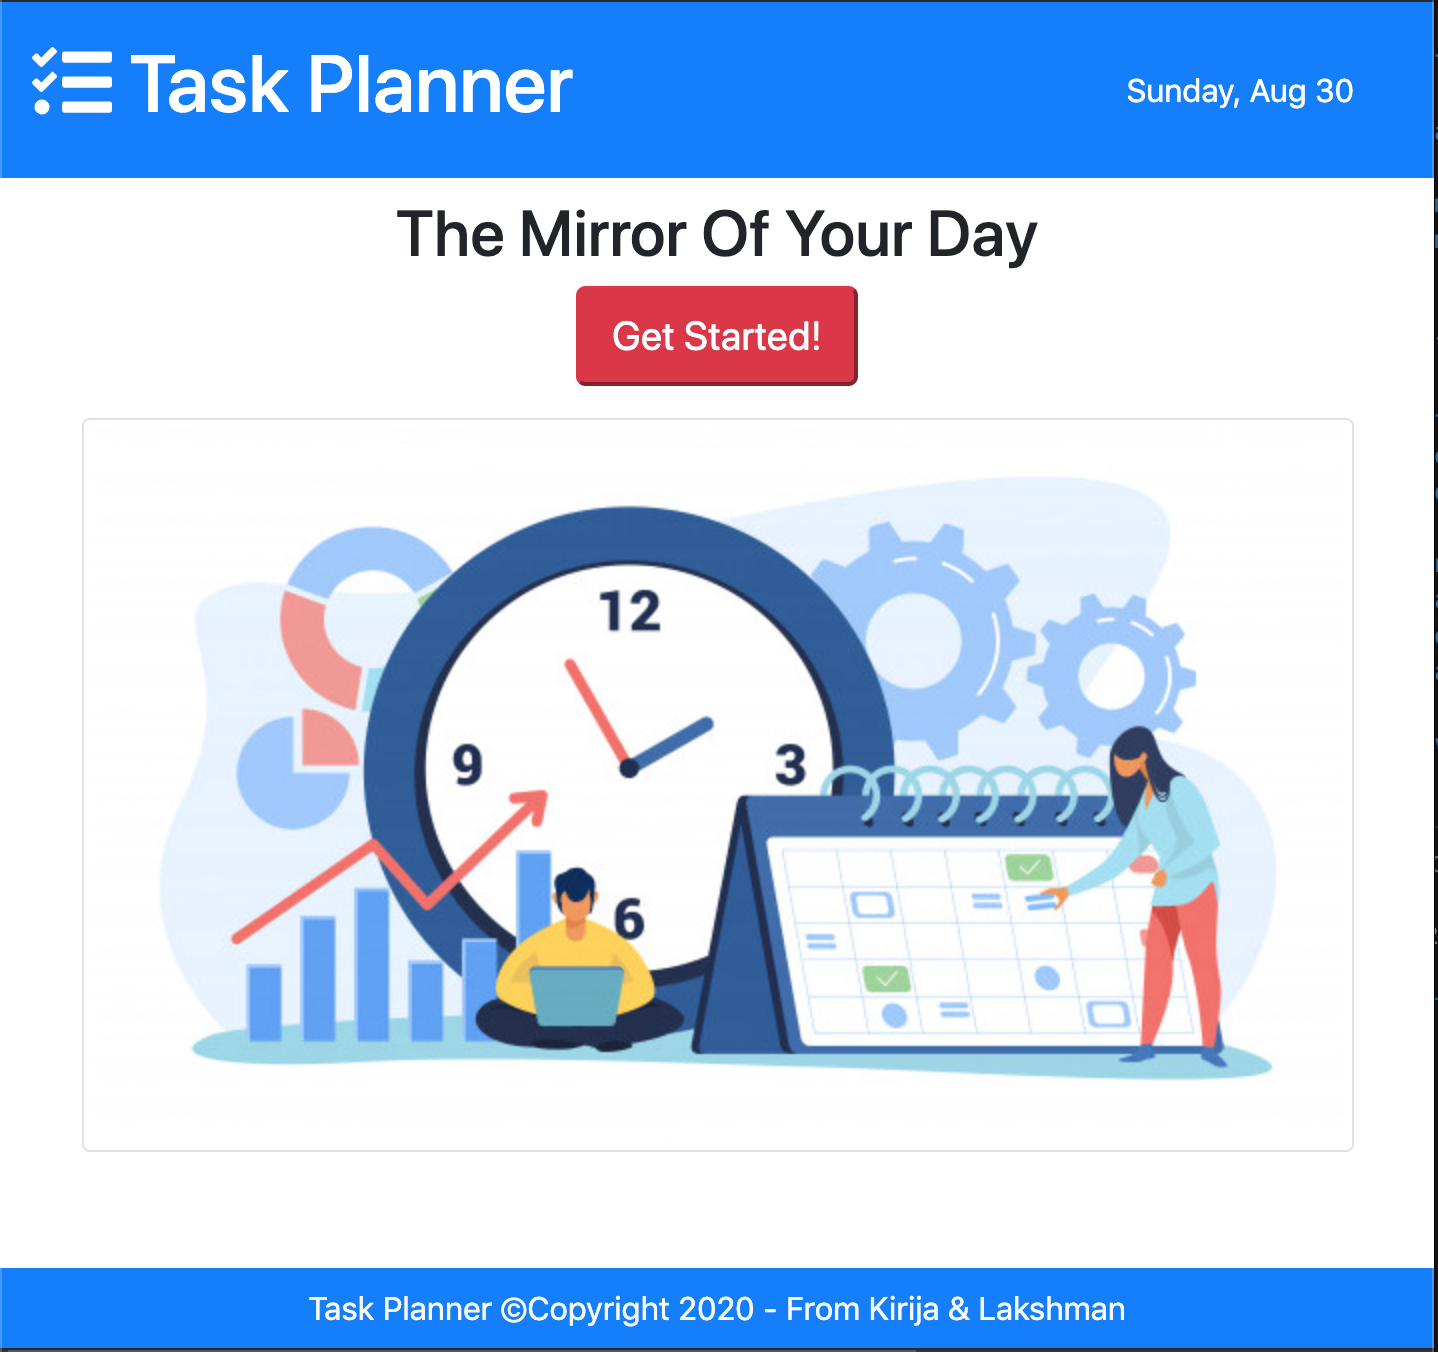 Task Planner
Sunday, Aug 30
The Mirror Of Your Day
Get Started!
12
9
3
6
Task Planner ©Copyright 2020 - From Kirija & Lakshman